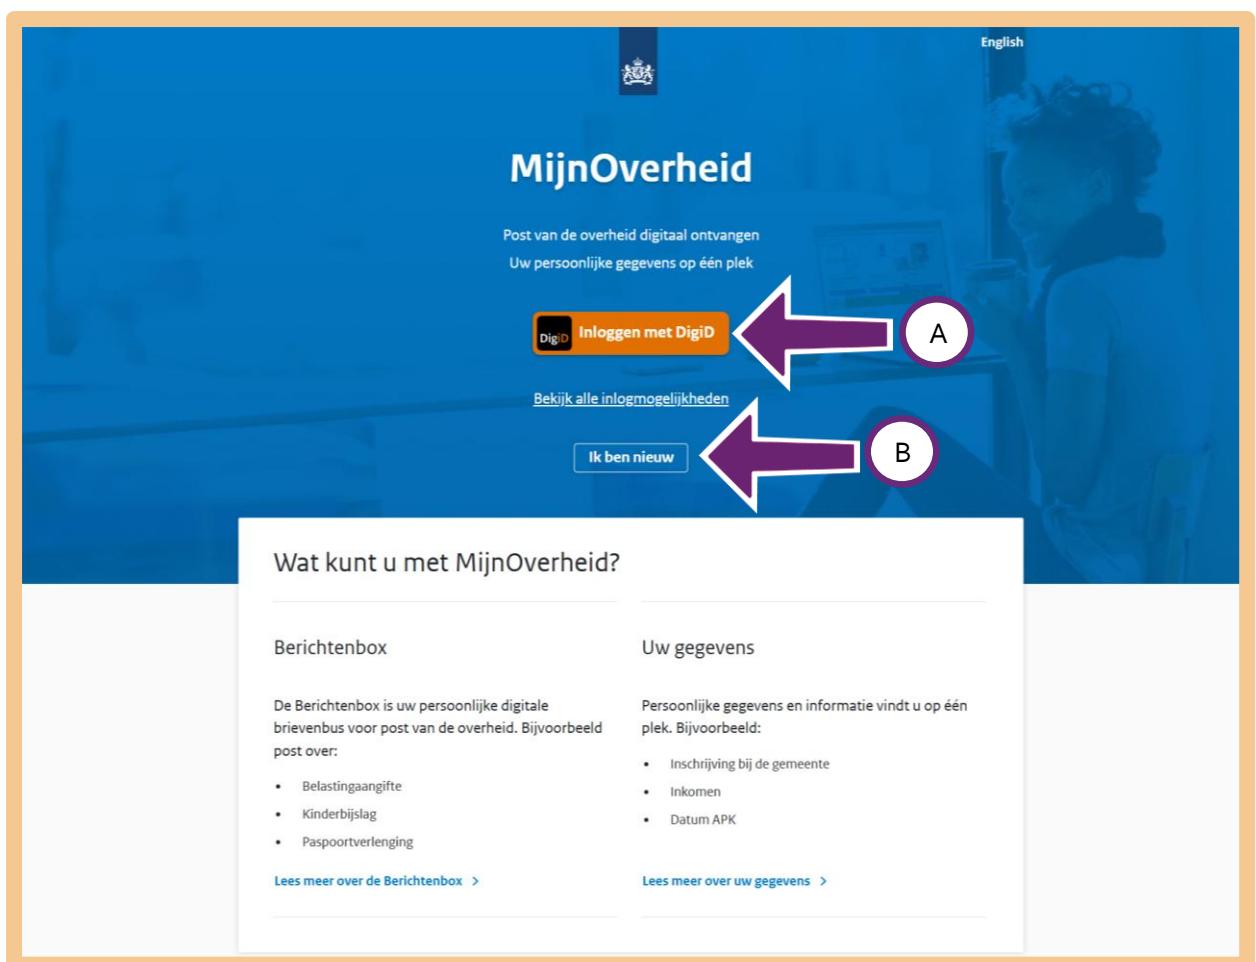 English
MijnOverheid
Post van de overheid digitaal ontvangen
Uw persoonlijke gegevens op één plek
DigiD Inloggen met DigiD
A
Bekijk alle inlogmogelijkheden
Ik ben nieuw
B
Wat kunt u met MijnOverheid?
Berichtenbox
De Berichtenbox is uw persoonlijke digitale
brievenbus voor post van de overheid. Bijvoorbeeld
post over:
• Belastingaangifte
• Kinderbijslag
• Paspoortverlenging
Lees meer over de Berichtenbox >
Uw gegevens
Persoonlijke gegevens en informatie vindt u op één
plek. Bijvoorbeeld:
• Inschrijving bij de gemeente
• Inkomen
• Datum APK
Lees meer over uw gegevens >